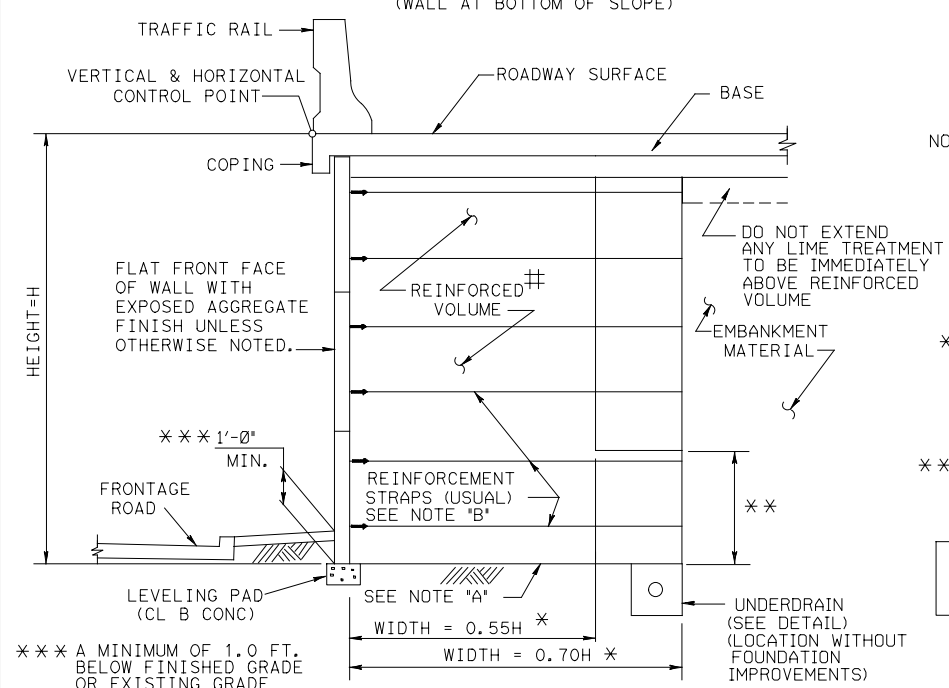 (WALL AT BOTTOM OF SLOPE)
TRAFFIC RAIL
VERTICAL & HORIZONTAL
CONTROL POINT
ROADWAY SURFACE
BASE
NO
COPING
DO NOT EXTEND
ANY LIME TREATMENT
TO BE IMMEDIATELY
ABOVE REINFORCED
VOLUME
FLAT FRONT FACE
OF WALL WITH
EXPOSED AGGREGATE
FINISH UNLESS
OTHERWISE NOTED.
REINFORCED #
VOLUME
EMBANKMENT
MATERIAL
HEIGHT=H
*
*** 1'-0"
MIN.
**
FRONTAGE
ROAD
REINFORCEMENT
STRAPS (USUAL)
SEE NOTE "B"
**
LEVELING PAD
(CL B CONC)
SEE NOTE "A"
WIDTH = 0.55H *
WIDTH = 0.70H *
UNDERDRAIN
(SEE DETAIL)
(LOCATION WITHOUT
FOUNDATION
IMPROVEMENTS)
*** A MINIMUM OF 1.0 FT.
BELOW FINISHED GRADE
OR EXISTING GRADE